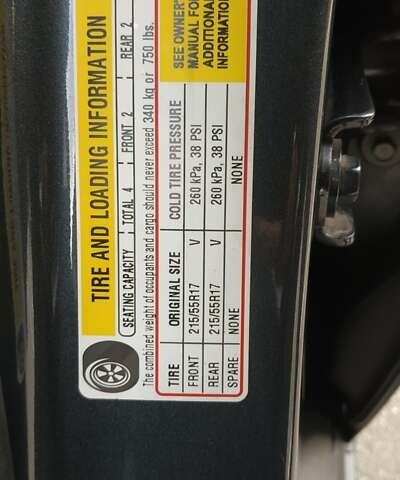 TIRE AND LOADING INFORMATION
SEATING CAPACITY TOTAL 4 FRONT 2 REAR 2
The combined weight of occupants and cargo should never exceed 340 kg or 750 lbs.
TIRE ORIGINAL SIZE COLD TIRE PRESSURE
FRONT 215/55R17 V 260 kPa, 38 PSI
REAR 215/55R17 V 260 kPa, 38 PSI
SPARE NONE NONE
SEE OWNER'
MANUAL FO
ADDITIONA
INFORMATI